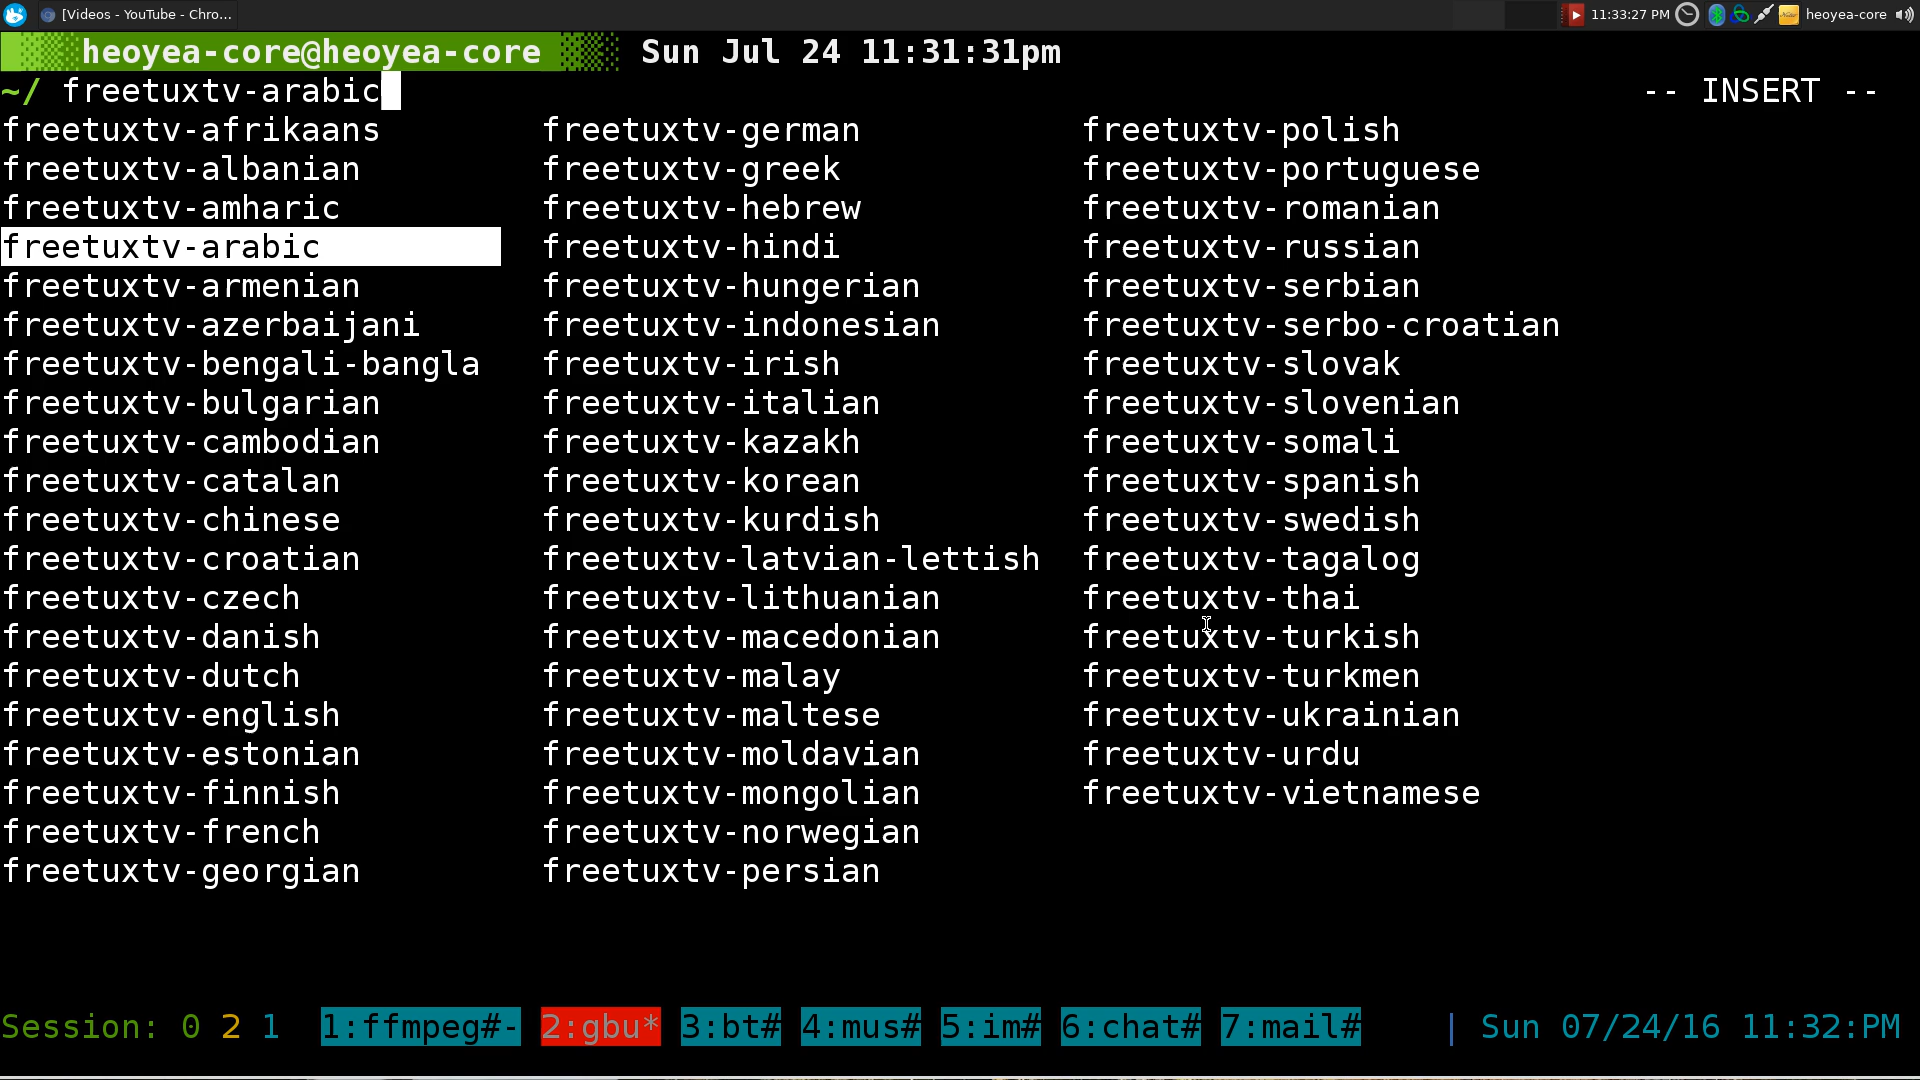 [Videos - YouTube - Chro... 11:33:27 PM heoyea-core
heoyea-core@heoyea-core Sun Jul 24 11:31:31pm
~/ freetuxtv-arabic -- INSERT --
freetuxtv-afrikaans freetuxtv-german freetuxtv-polish
freetuxtv-albanian freetuxtv-greek freetuxtv-portuguese
freetuxtv-amharic freetuxtv-hebrew freetuxtv-romanian
freetuxtv-arabic freetuxtv-hindi freetuxtv-russian
freetuxtv-armenian freetuxtv-hungerian freetuxtv-serbian
freetuxtv-azerbaijani freetuxtv-indonesian freetuxtv-serbo-croatian
freetuxtv-bengali-bangla freetuxtv-irish freetuxtv-slovak
freetuxtv-bulgarian freetuxtv-italian freetuxtv-slovenian
freetuxtv-cambodian freetuxtv-kazakh freetuxtv-somali
freetuxtv-catalan freetuxtv-korean freetuxtv-spanish
freetuxtv-chinese freetuxtv-kurdish freetuxtv-swedish
freetuxtv-croatian freetuxtv-latvian-lettish freetuxtv-tagalog
freetuxtv-czech freetuxtv-lithuanian freetuxtv-thai
freetuxtv-danish freetuxtv-macedonian freetuxtv-turkish
freetuxtv-dutch freetuxtv-malay freetuxtv-turkmen
freetuxtv-english freetuxtv-maltese freetuxtv-ukrainian
freetuxtv-estonian freetuxtv-moldavian freetuxtv-urdu
freetuxtv-finnish freetuxtv-mongolian freetuxtv-vietnamese
freetuxtv-french freetuxtv-norwegian
freetuxtv-georgian freetuxtv-persian
Session: 0 2 1 1:ffmpeg#- 2:gbu* 3:bt# 4:mus# 5:im# 6:chat# 7:mail# | Sun 07/24/16 11:32:PM